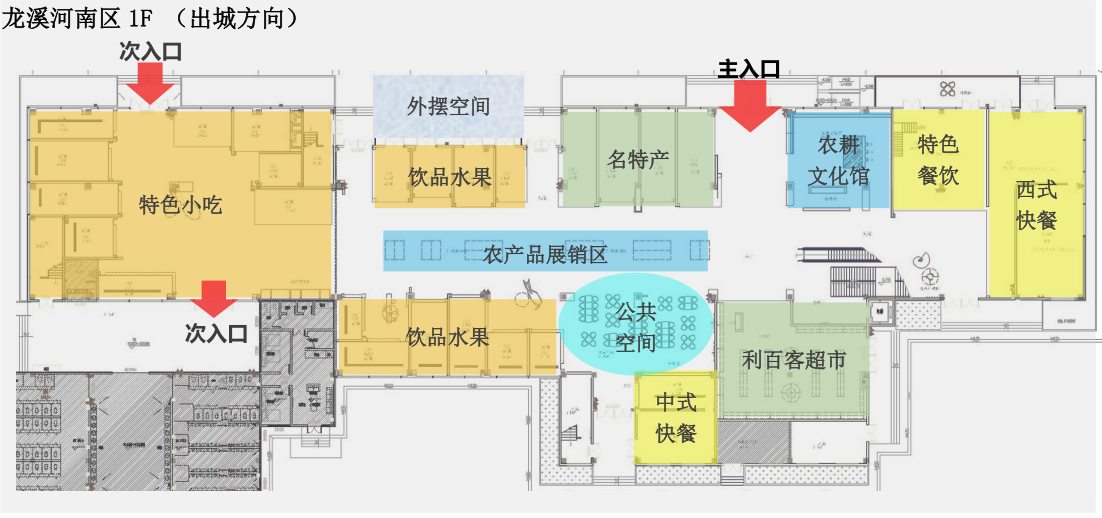 龙溪河南区 1F （出城方向）
次入口
主入口
外摆空间
饮品水果
名特产
农耕
文化馆
特色
餐饮
西式
快餐
特色小吃
农产品展销区
次入口
饮品水果
公共
空间
利百客超市
中式
快餐